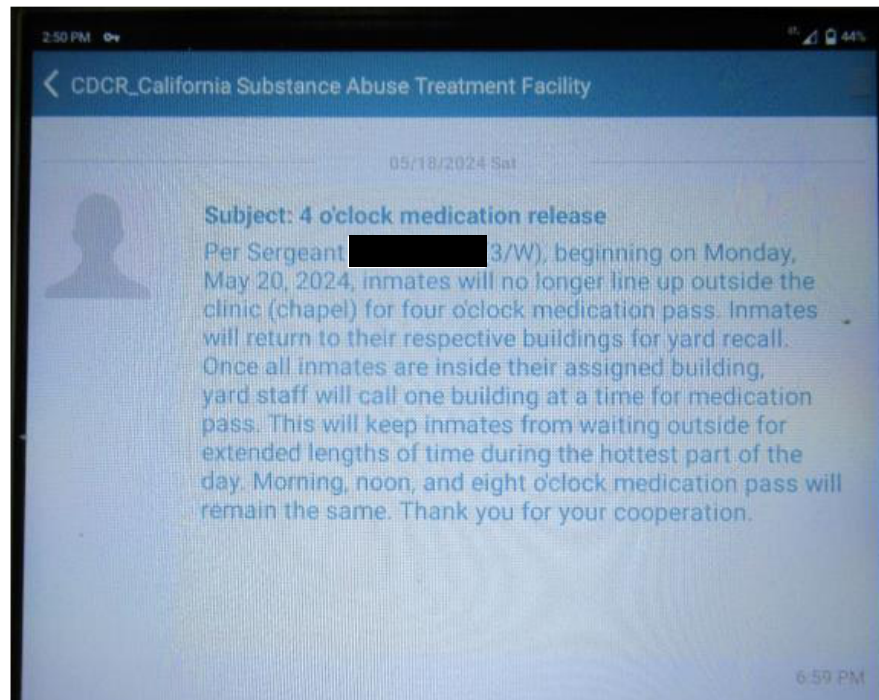 2:50 PM
44%
CDCR_California Substance Abuse Treatment Facility
05/18/2024 Sat
Subject: 4 o'clock medication release
Per Sergeant 3/W), beginning on Monday,
May 20, 2024, inmates will no longer line up outside the
clinic (chapel) for four o'clock medication pass. Inmates
will return to their respective buildings for yard recall.
Once all inmates are inside their assigned building,
yard staff will call one building at a time for medication
pass. This will keep inmates from waiting outside for
extended lengths of time during the hottest part of the
day. Morning, noon, and eight o'clock medication pass will
remain the same. Thank you for your cooperation.
6:59 PM